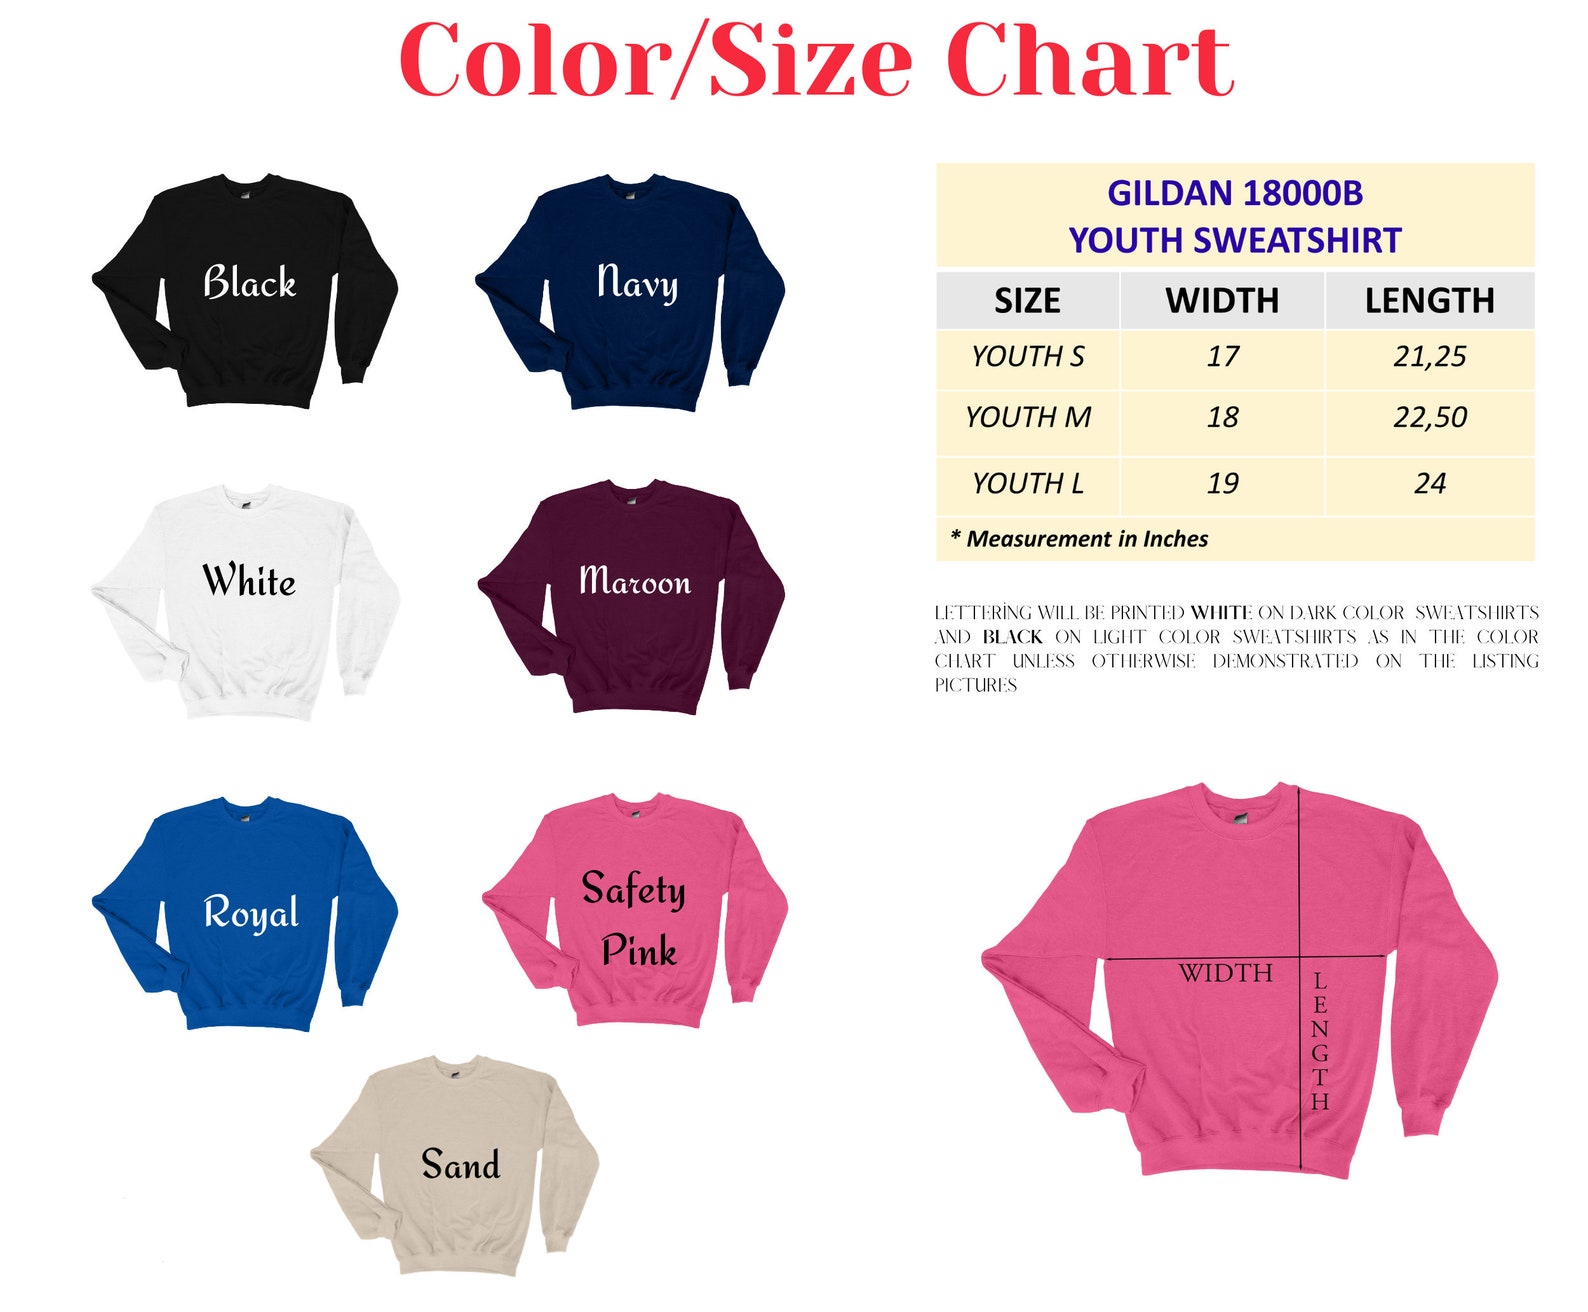 Color/Size Chart
Black
Navy
White
Maroon
Royal
Safety
Pink
Sand
GILDAN 18000B
YOUTH SWEATSHIRT
SIZE WIDTH LENGTH
YOUTH S 17 21,25
YOUTH M 18 22,50
YOUTH L 19 24
* Measurement in Inches
LETTERİNG WILL BE PRINTED WHITE ON DARK COLOR SWEATSHIRTS
AND BLACK ON LIGHT COLOR SWEATSHIRTS AS IN THE COLOR
CHART UNLESS OTHERWISE DEMONSTRATED ON THE LISTING
PICTURES
WIDTH
LENGTH